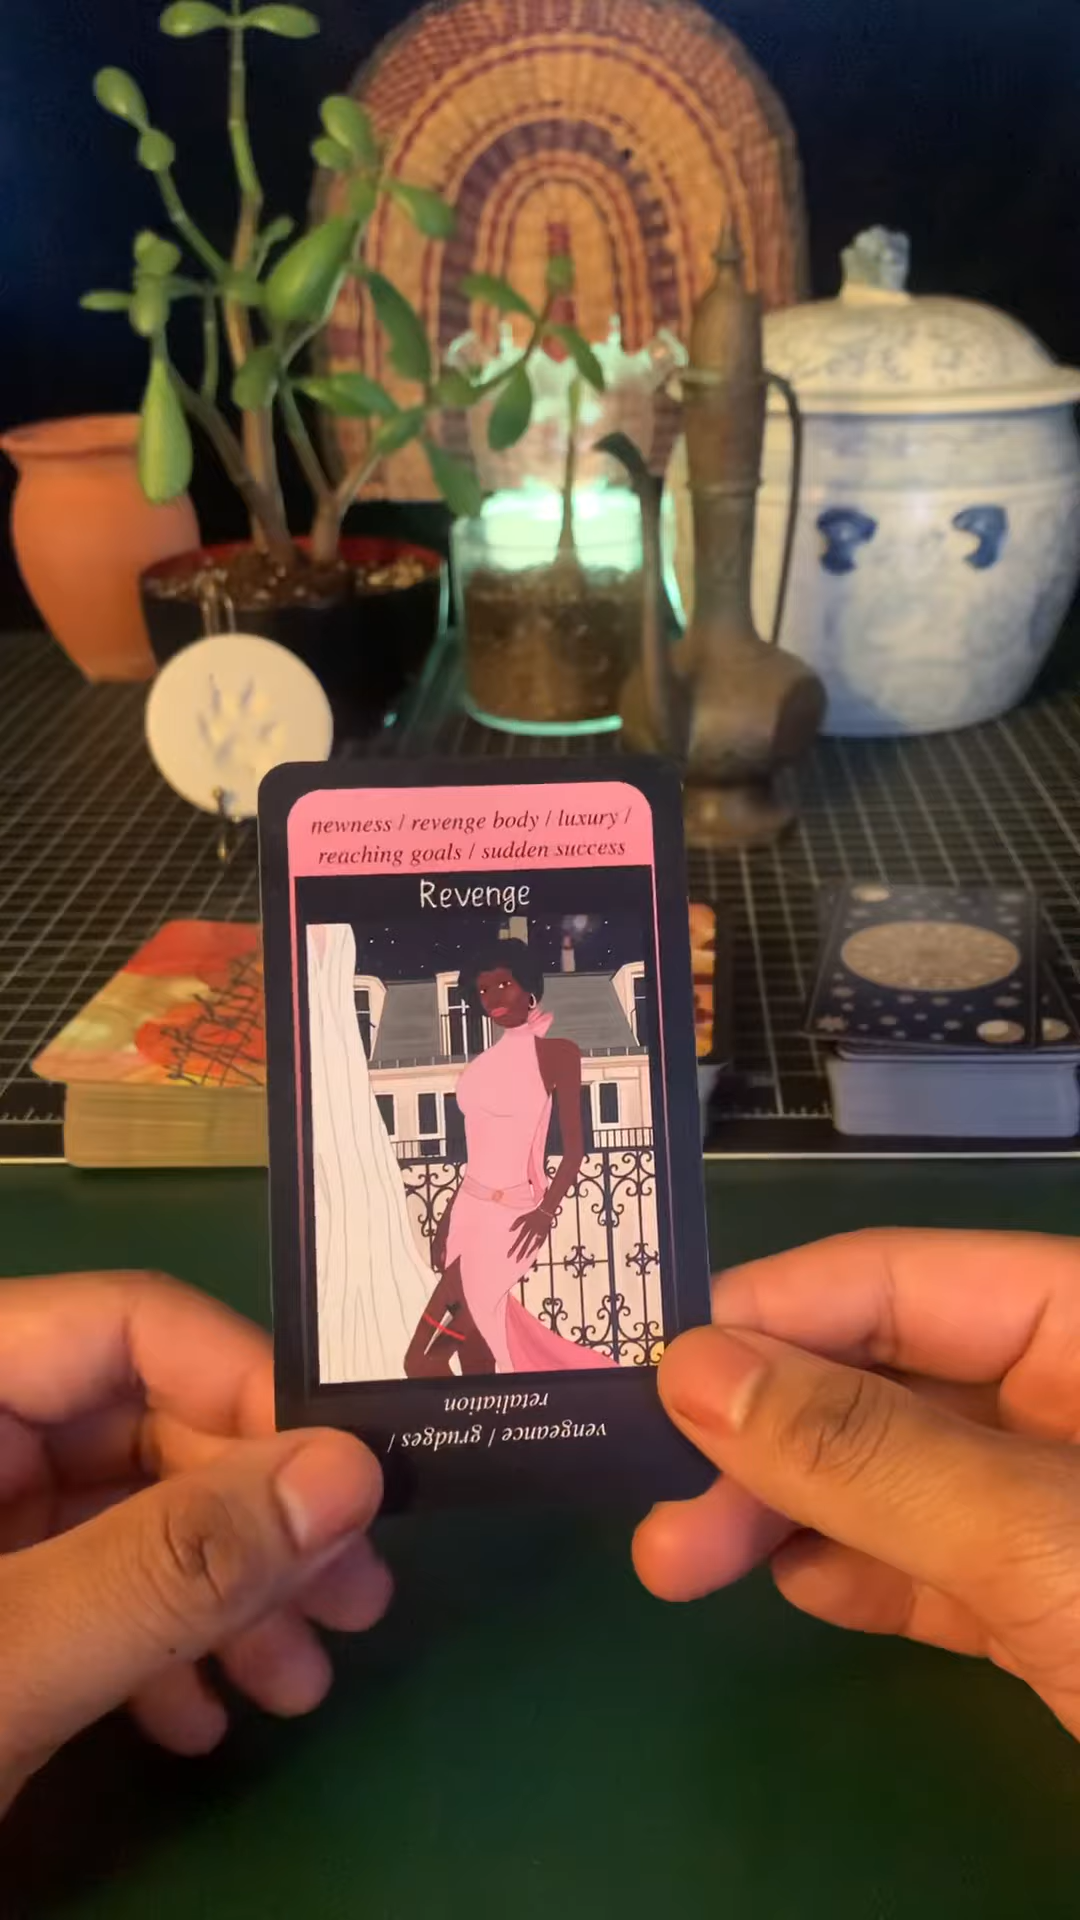 newness / revenge body / luxury /
reaching goals / sudden success
Revenge
vengeance / grudges /
retaliation